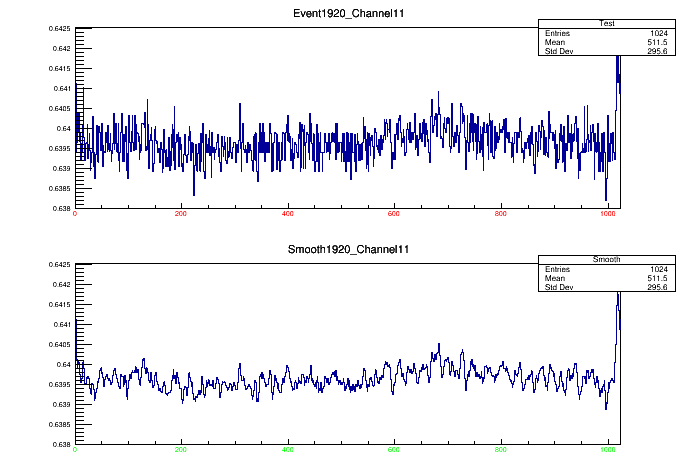 Event1920_Channel11
Test
Entries 1024
Mean 511.5
Std Dev 295.6
0.6425
0.642
0.6415
0.641
0.6405
0.64
0.6395
0.639
0.6385
0.638
0 200 400 600 800 1000
Smooth1920_Channel11
Smooth
Entries 1024
Mean 511.5
Std Dev 295.6
0.6425
0.642
0.6415
0.641
0.6405
0.64
0.6395
0.639
0.6385
0.638
0 200 400 600 800 1000